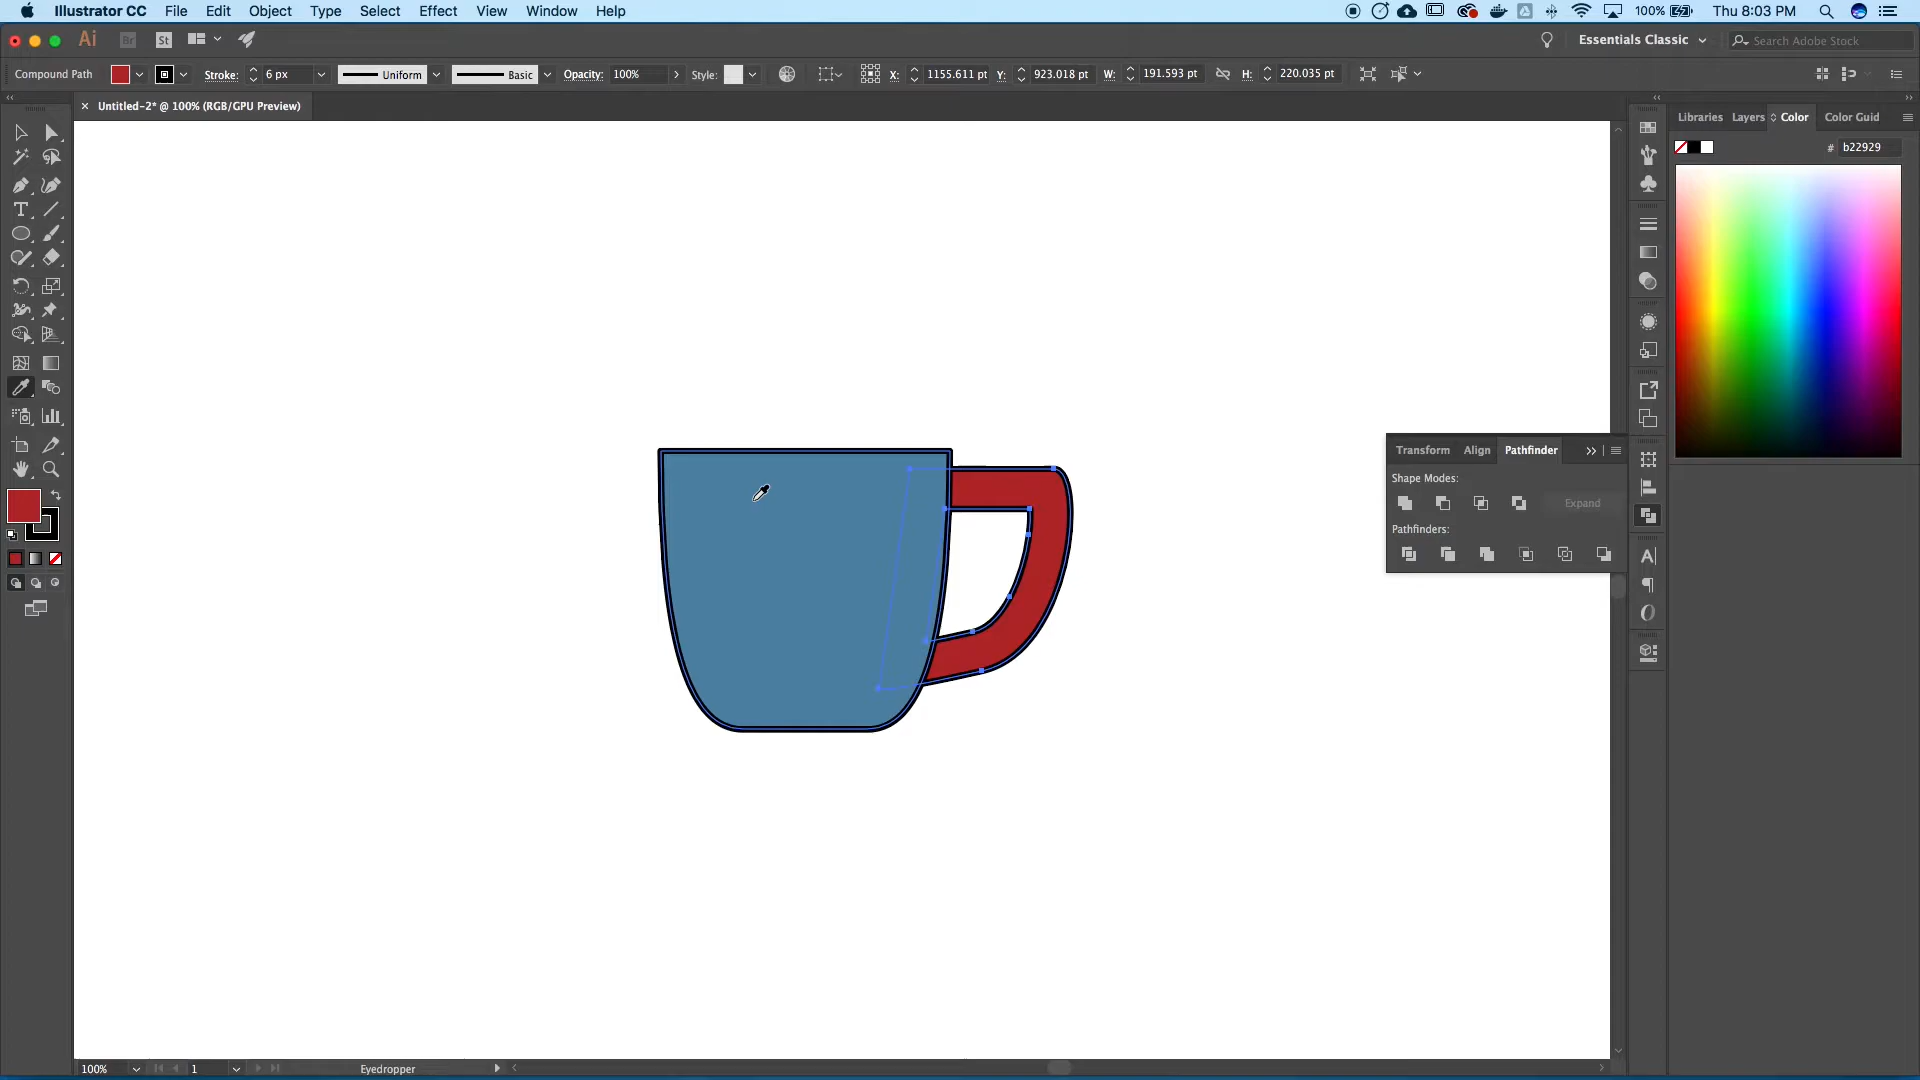 Illustrator CC File Edit Object Type Select Effect View Window Help 100% Thu 8:03 PM
Ai Br St Essentials Classic Search Adobe Stock
Compound Path Stroke: 6 px Uniform Basic Opacity: 100% Style: X: 1155.611 pt Y: 923.018 pt W: 191.593 pt H: 220.035 pt
× Untitled-2* @ 100% (RGB/GPU Preview)
Libraries Layers Color Color Guid
# b22929
Transform Align Pathfinder
Shape Modes:
Expand
Pathfinders:
100% 1 Eyedropper